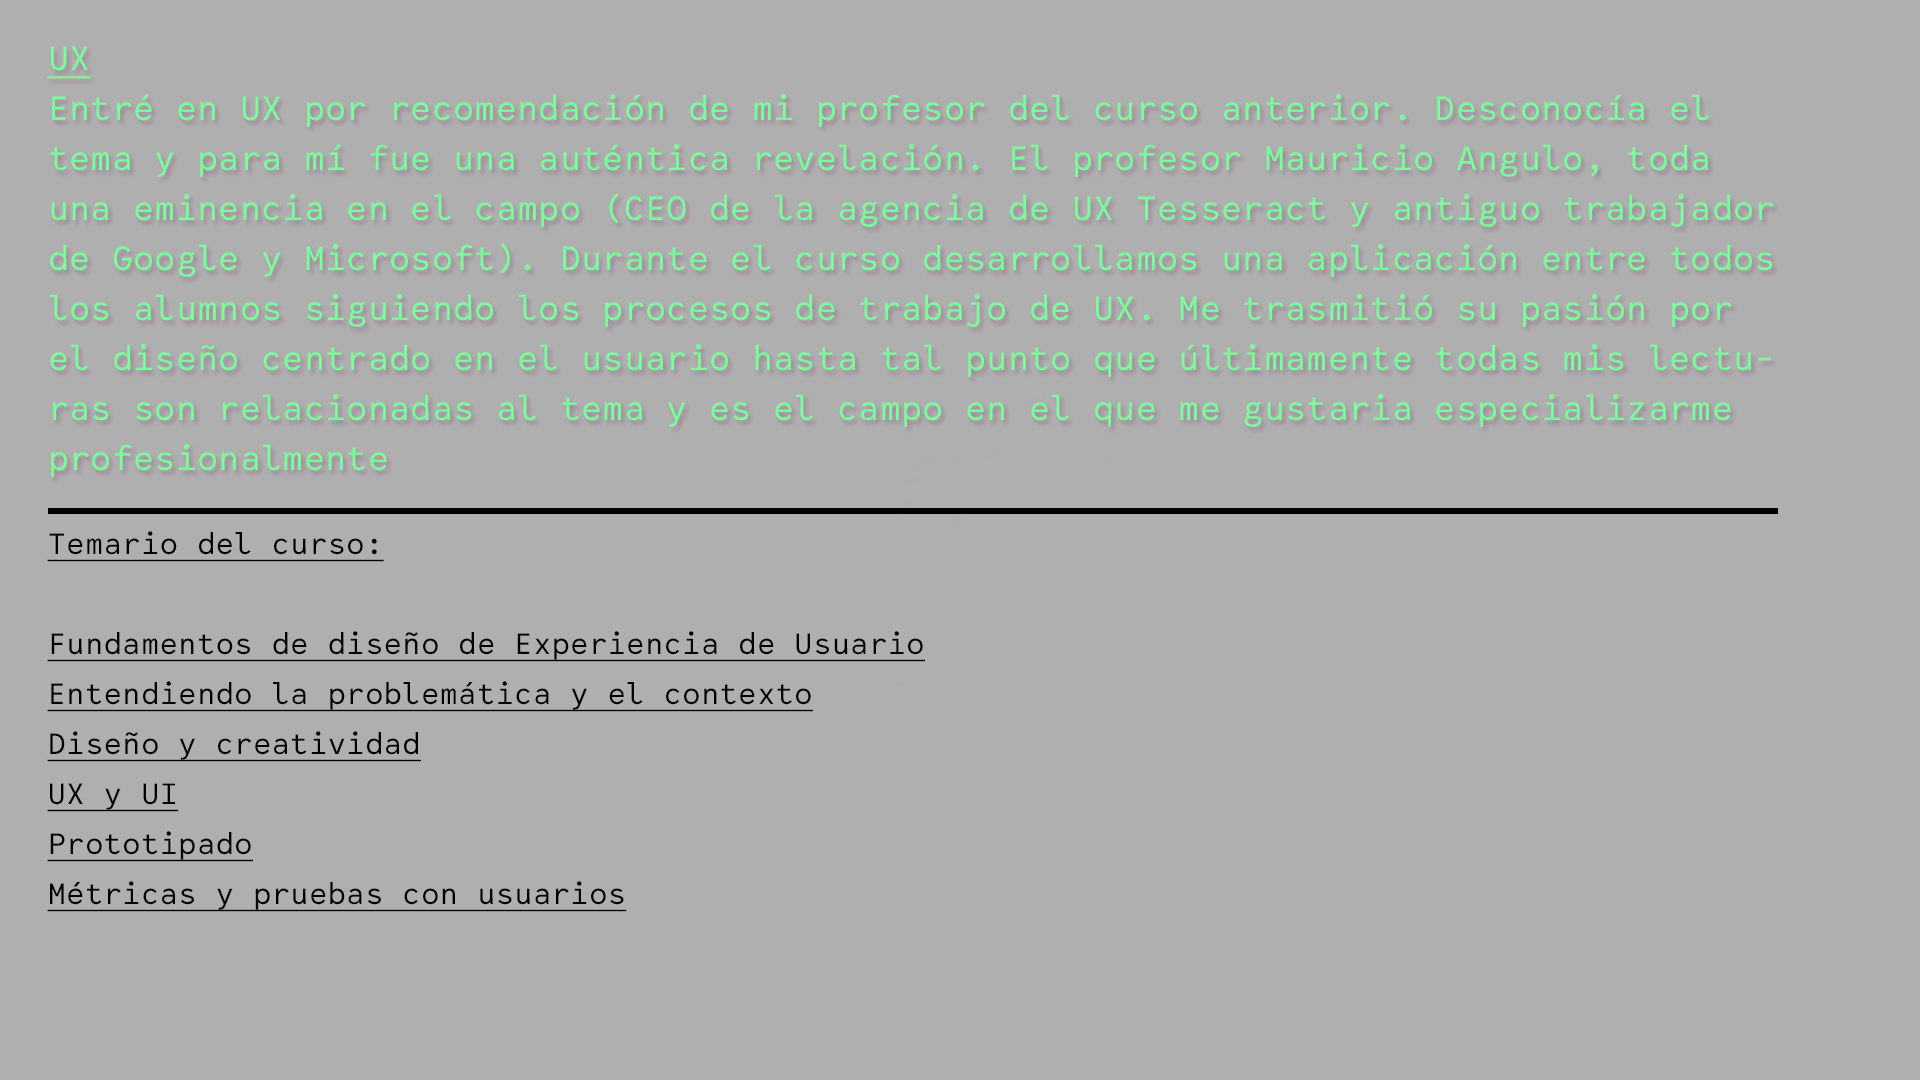 UX
Entré en UX por recomendación de mi profesor del curso anterior. Desconocía el
tema y para mí fue una auténtica revelación. El profesor Mauricio Angulo, toda
una eminencia en el campo (CEO de la agencia de UX Tesseract y antiguo trabajador
de Google y Microsoft). Durante el curso desarrollamos una aplicación entre todos
los alumnos siguiendo los procesos de trabajo de UX. Me trasmitió su pasión por
el diseño centrado en el usuario hasta tal punto que últimamente todas mis lectu-
ras son relacionadas al tema y es el campo en el que me gustaria especializarme
profesionalmente
Temario del curso:
Fundamentos de diseño de Experiencia de Usuario
Entendiendo la problemática y el contexto
Diseño y creatividad
UX y UI
Prototipado
Métricas y pruebas con usuarios